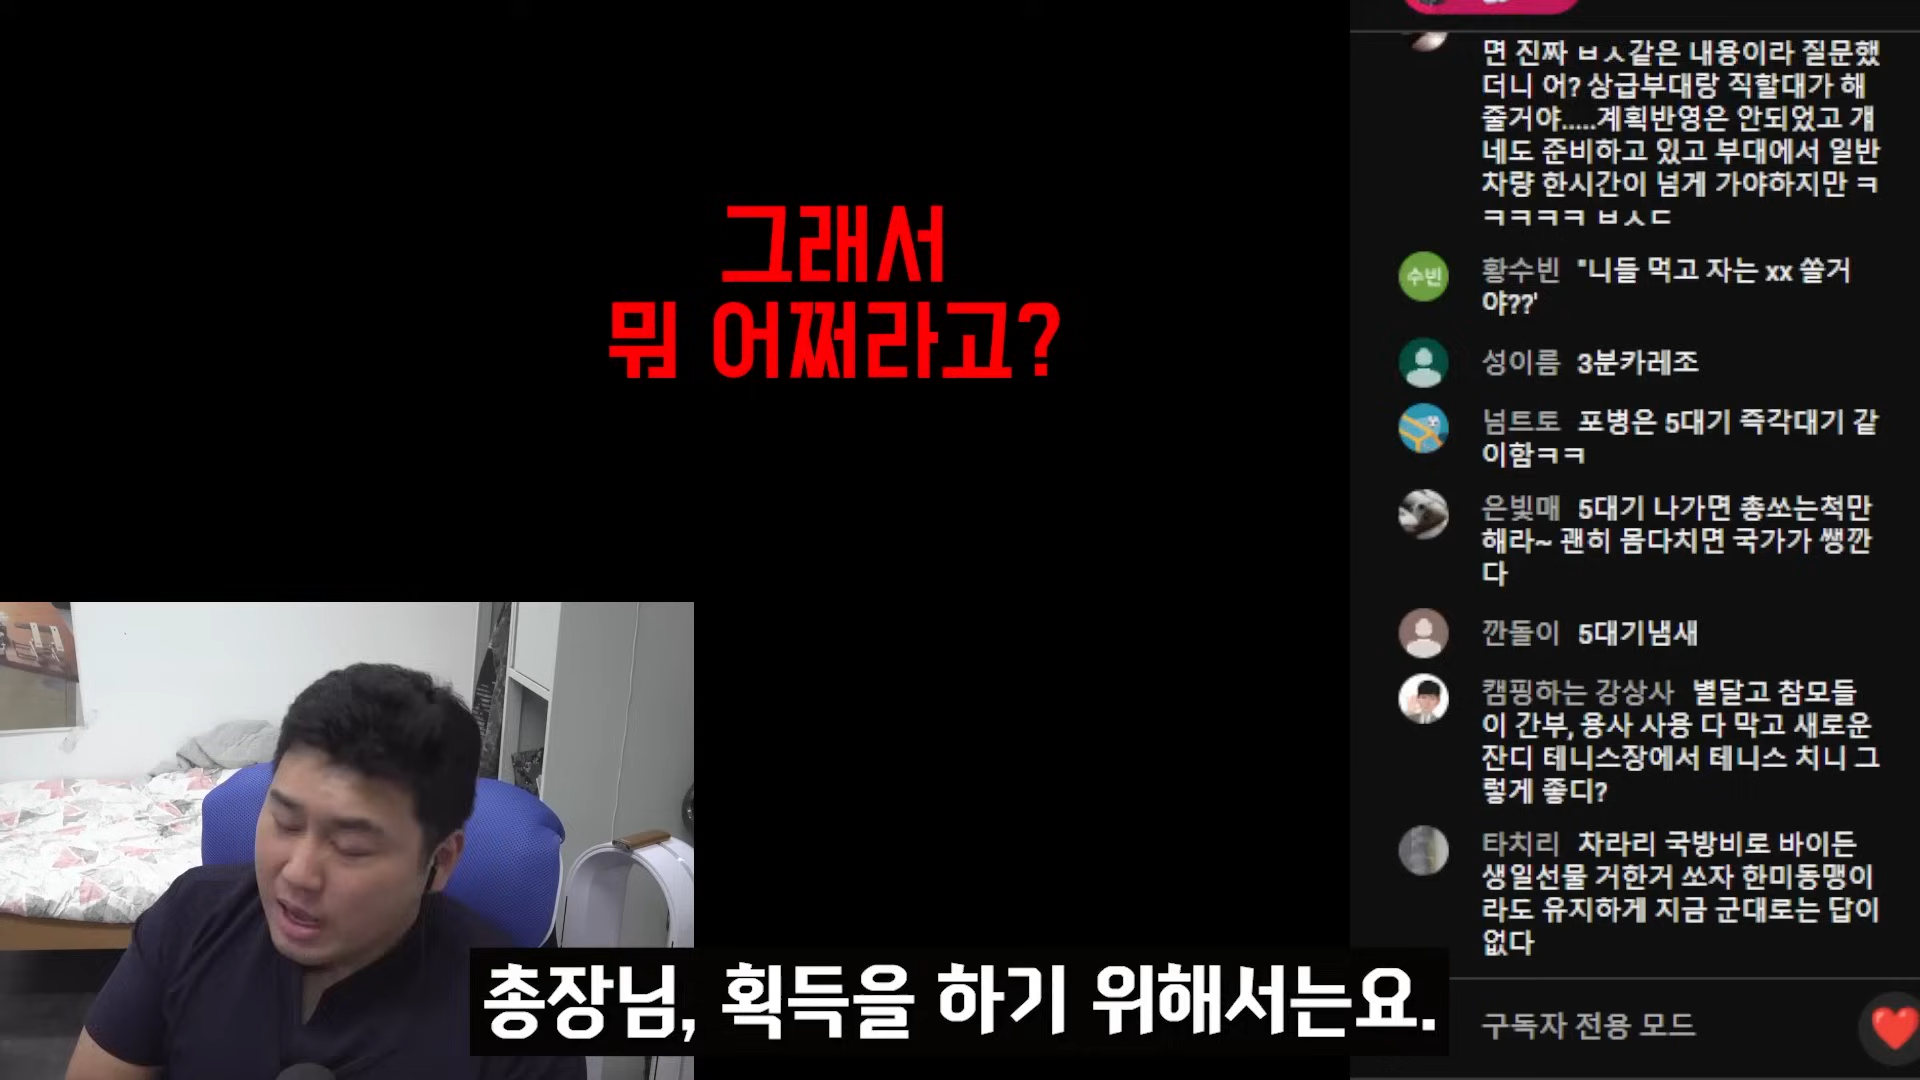 그래서
뭐 어쩌라고?
총장님, 획득을 하기 위해서는요.
면 진짜 ㅂㅅ같은 내용이라 질문했
더니 어? 상급부대랑 직할대가 해
줄거야.....계획반영은 안되었고 걔
네도 준비하고 있고 부대에서 일반
차량 한시간이 넘게 가야하지만 ㅋ
ㅋㅋㅋㅋ ㅂㅅㄷ
수빈
황수빈 "니들 먹고 자는 xx 쏠거
야??'
성이름 3분카레조
넘트토 포병은 5대기 즉각대기 같
이함ㅋㅋ
은빛매 5대기 나가면 총쏘는척만
해라~ 괜히 몸다치면 국가가 쌩깐
다
깐돌이 5대기냄새
캠핑하는 강상사 별달고 참모들
이 간부, 용사 사용 다 막고 새로운
잔디 테니스장에서 테니스 치니 그
렇게 좋디?
타치리 차라리 국방비로 바이든
생일선물 거한거 쏘자 한미동맹이
라도 유지하게 지금 군대로는 답이
없다
구독자 전용 모드